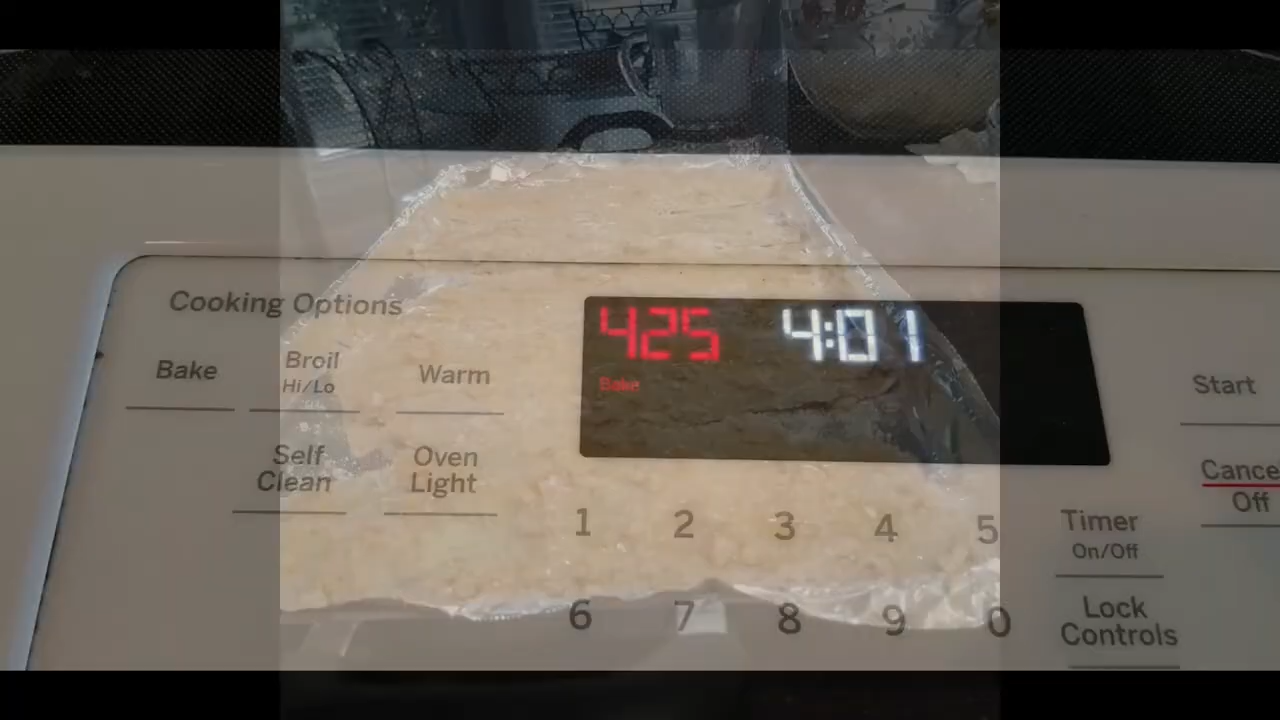 Cooking Options
425 4:01
Bake
Bake
Broil
Hi/Lo
Warm
Start
Self
Clean
Oven
Light
Cance
Off
1 2 3 4 5
Timer
On/Off
6 7 8 9 0
Lock
Controls